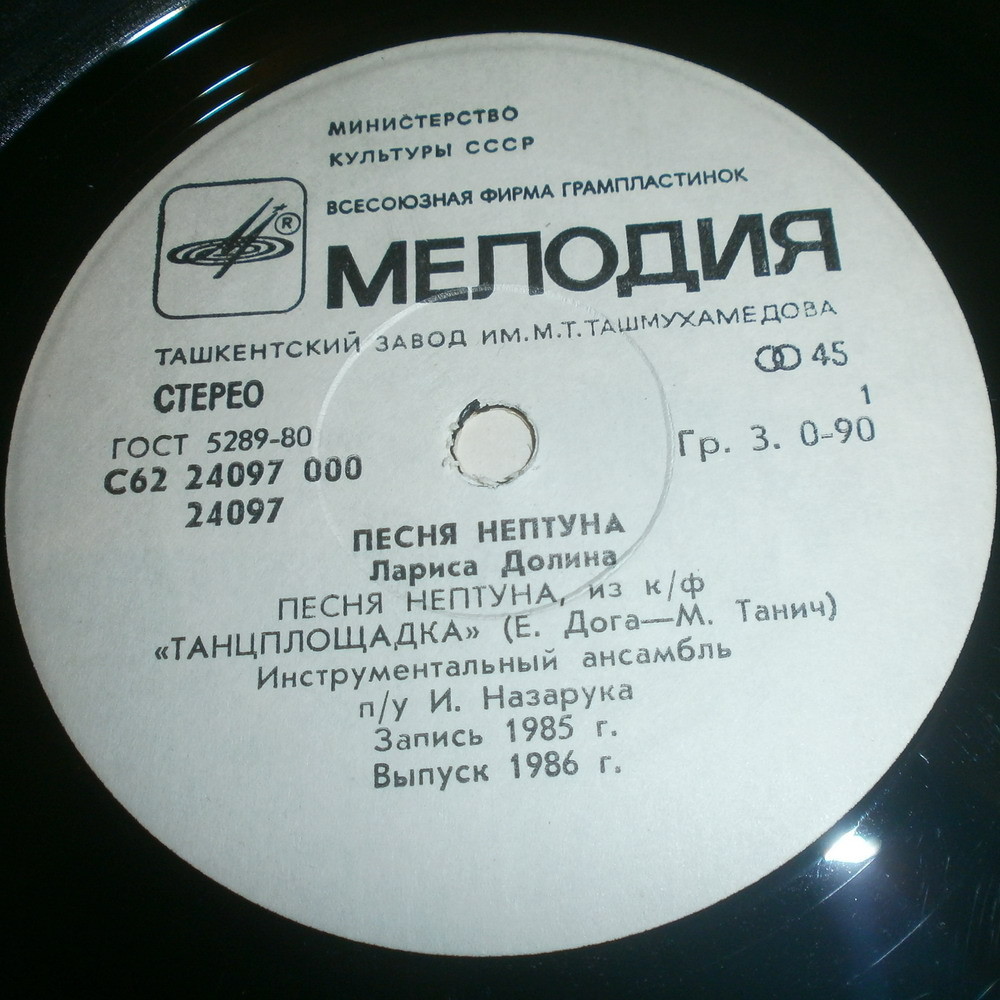 МИНИСТЕРСТВО
КУЛЬТУРЫ СССР
ВСЕСОЮЗНАЯ ФИРМА ГРАМПЛАСТИНОК
®
МЕЛОДИЯ
ТАШКЕНТСКИЙ ЗАВОД ИМ.М.Т.ТАШМУХАМЕДОВА
СТЕРЕО
45
ГОСТ 5289-80
1
С62 24097 000
Гр. 3. 0-90
24097
ПЕСНЯ НЕПТУНА
Лариса Долина
ПЕСНЯ НЕПТУНА, из к/ф
«ТАНЦПЛОЩАДКА» (Е. Дога—М. Танич)
Инструментальный ансамбль
п/у И. Назарука
Запись 1985 г.
Выпуск 1986 г.